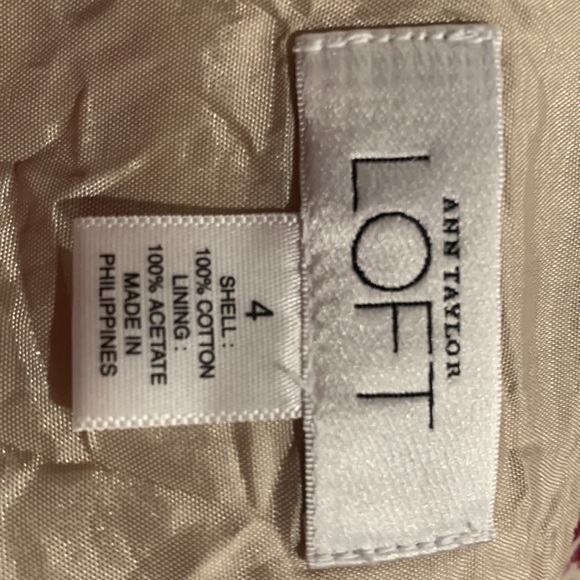 ANN TAYLOR
LOFT
4
SHELL :
100% COTTON
LINING :
100% ACETATE
MADE IN
PHILIPPINES